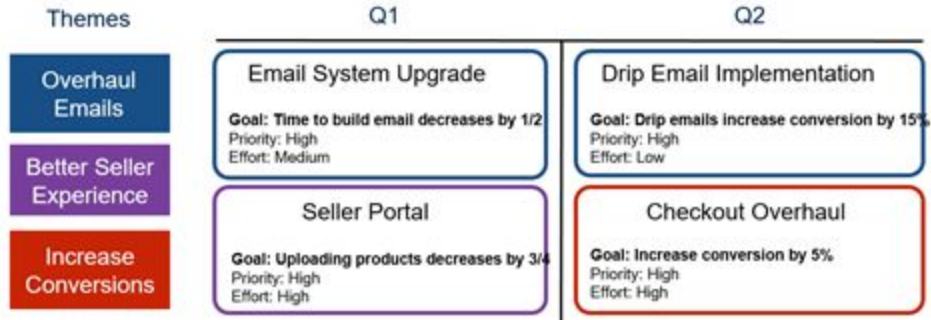 Themes
Q1
Q2
Overhaul
Emails
Better Seller
Experience
Increase
Conversions
Email System Upgrade
Goal: Time to build email decreases by 1/2
Priority: High
Effort: Medium
Drip Email Implementation
Goal: Drip emails increase conversion by 15%
Priority: High
Effort: Low
Seller Portal
Goal: Uploading products decreases by 3/4
Priority: High
Effort: High
Checkout Overhaul
Goal: Increase conversion by 5%
Priority: High
Effort: High